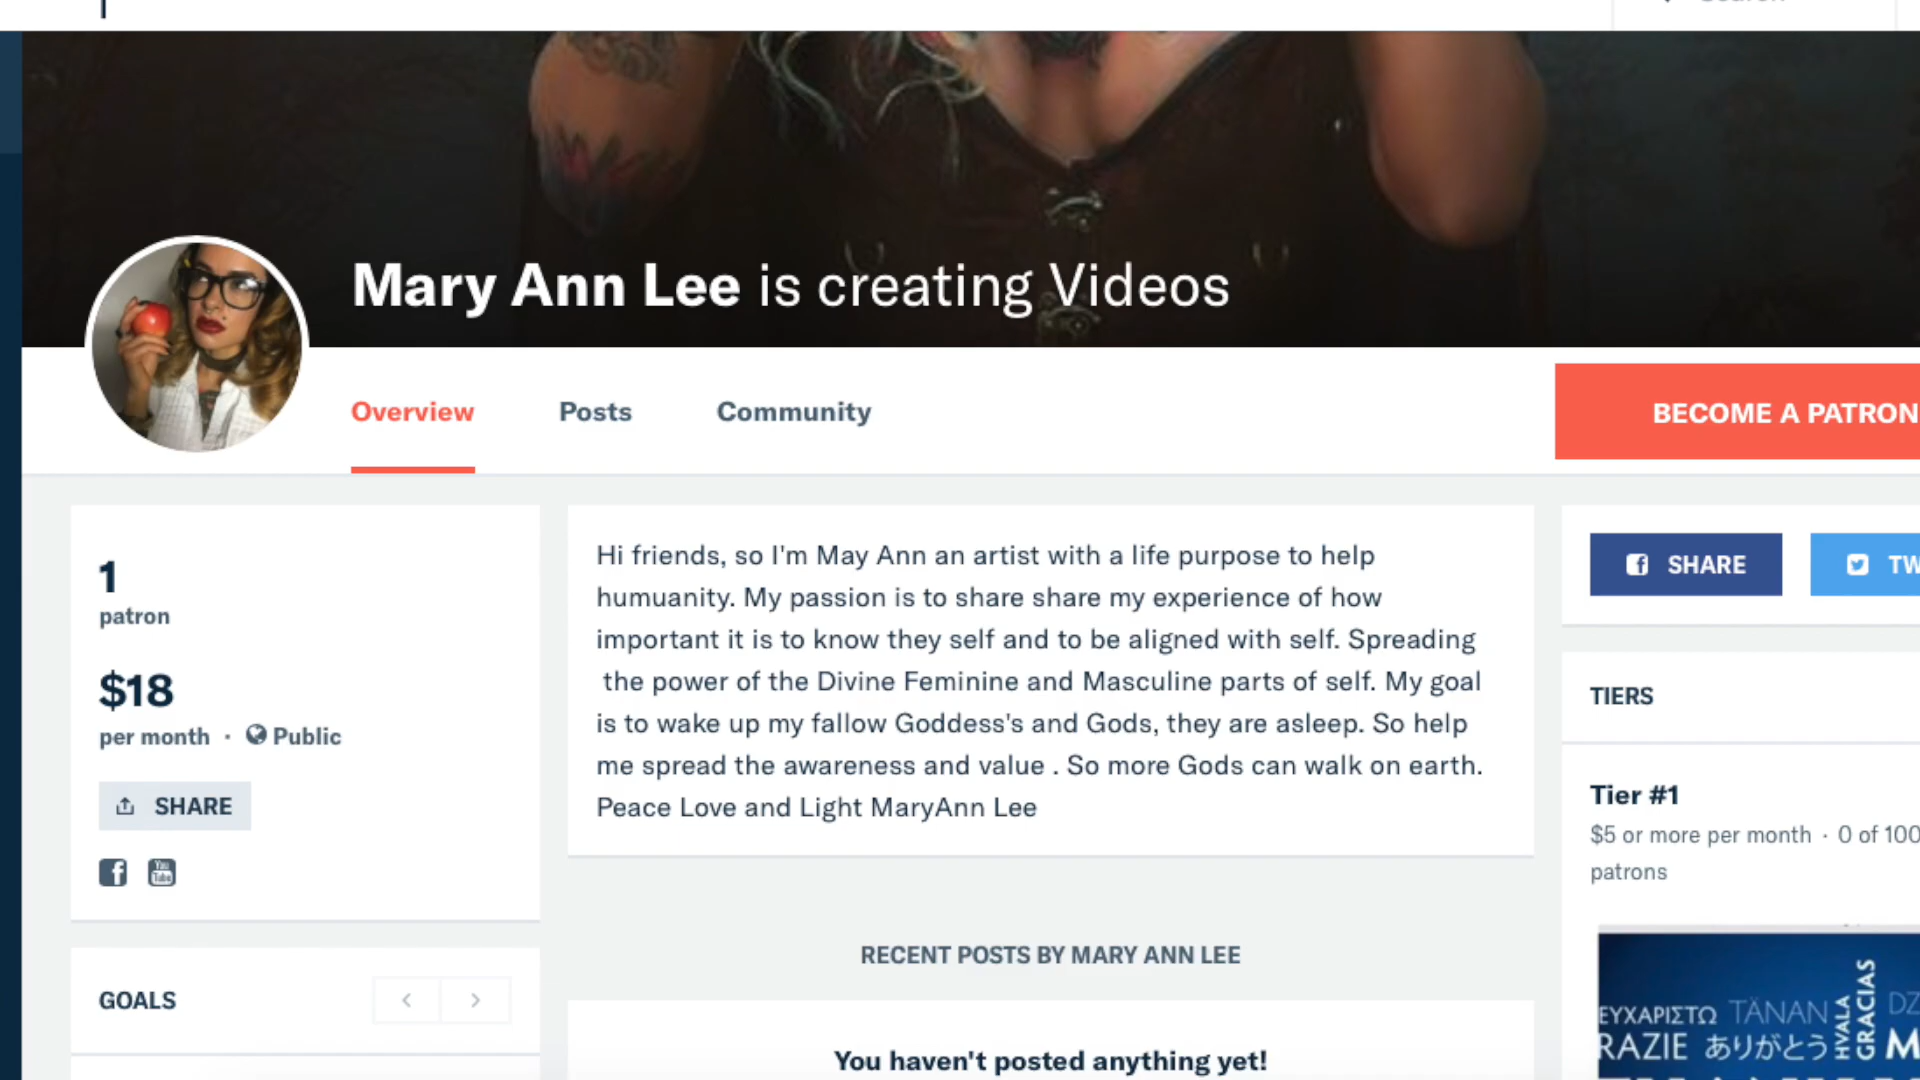 Mary Ann Lee is creating Videos
Overview
Posts
Community
BECOME A PATRON
1
patron
$18
per month · Public
SHARE
You Tube
GOALS
Hi friends, so I'm May Ann an artist with a life purpose to help
humuanity. My passion is to share share my experience of how
important it is to know they self and to be aligned with self. Spreading
the power of the Divine Feminine and Masculine parts of self. My goal
is to wake up my fallow Goddess's and Gods, they are asleep. So help
me spread the awareness and value . So more Gods can walk on earth.
Peace Love and Light MaryAnn Lee
RECENT POSTS BY MARY ANN LEE
You haven't posted anything yet!
SHARE
TW
TIERS
Tier #1
$5 or more per month · 0 of 100
patrons
ΕΥΧΑΡΙΣΤΩ TÄNAN
HVALA
GRACIAS
DZ
RAZIE ありがとう
M